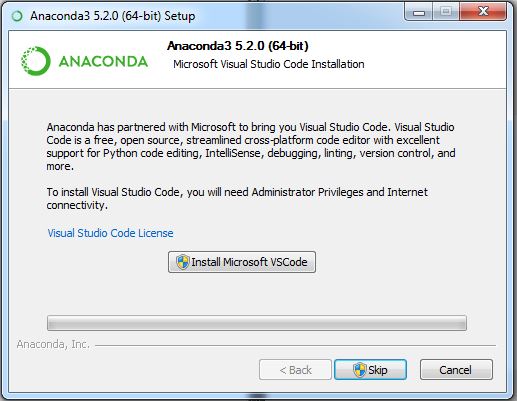 Anaconda3 5.2.0 (64-bit) Setup
Anaconda3 5.2.0 (64-bit)
ANACONDA
Microsoft Visual Studio Code Installation
Anaconda has partnered with Microsoft to bring you Visual Studio Code. Visual Studio
Code is a free, open source, streamlined cross-platform code editor with excellent
support for Python code editing, IntelliSense, debugging, linting, version control, and
more.
To install Visual Studio Code, you will need Administrator Privileges and Internet
connectivity.
Visual Studio Code License
Install Microsoft VSCode
Anaconda, Inc.
< Back
Skip
Cancel